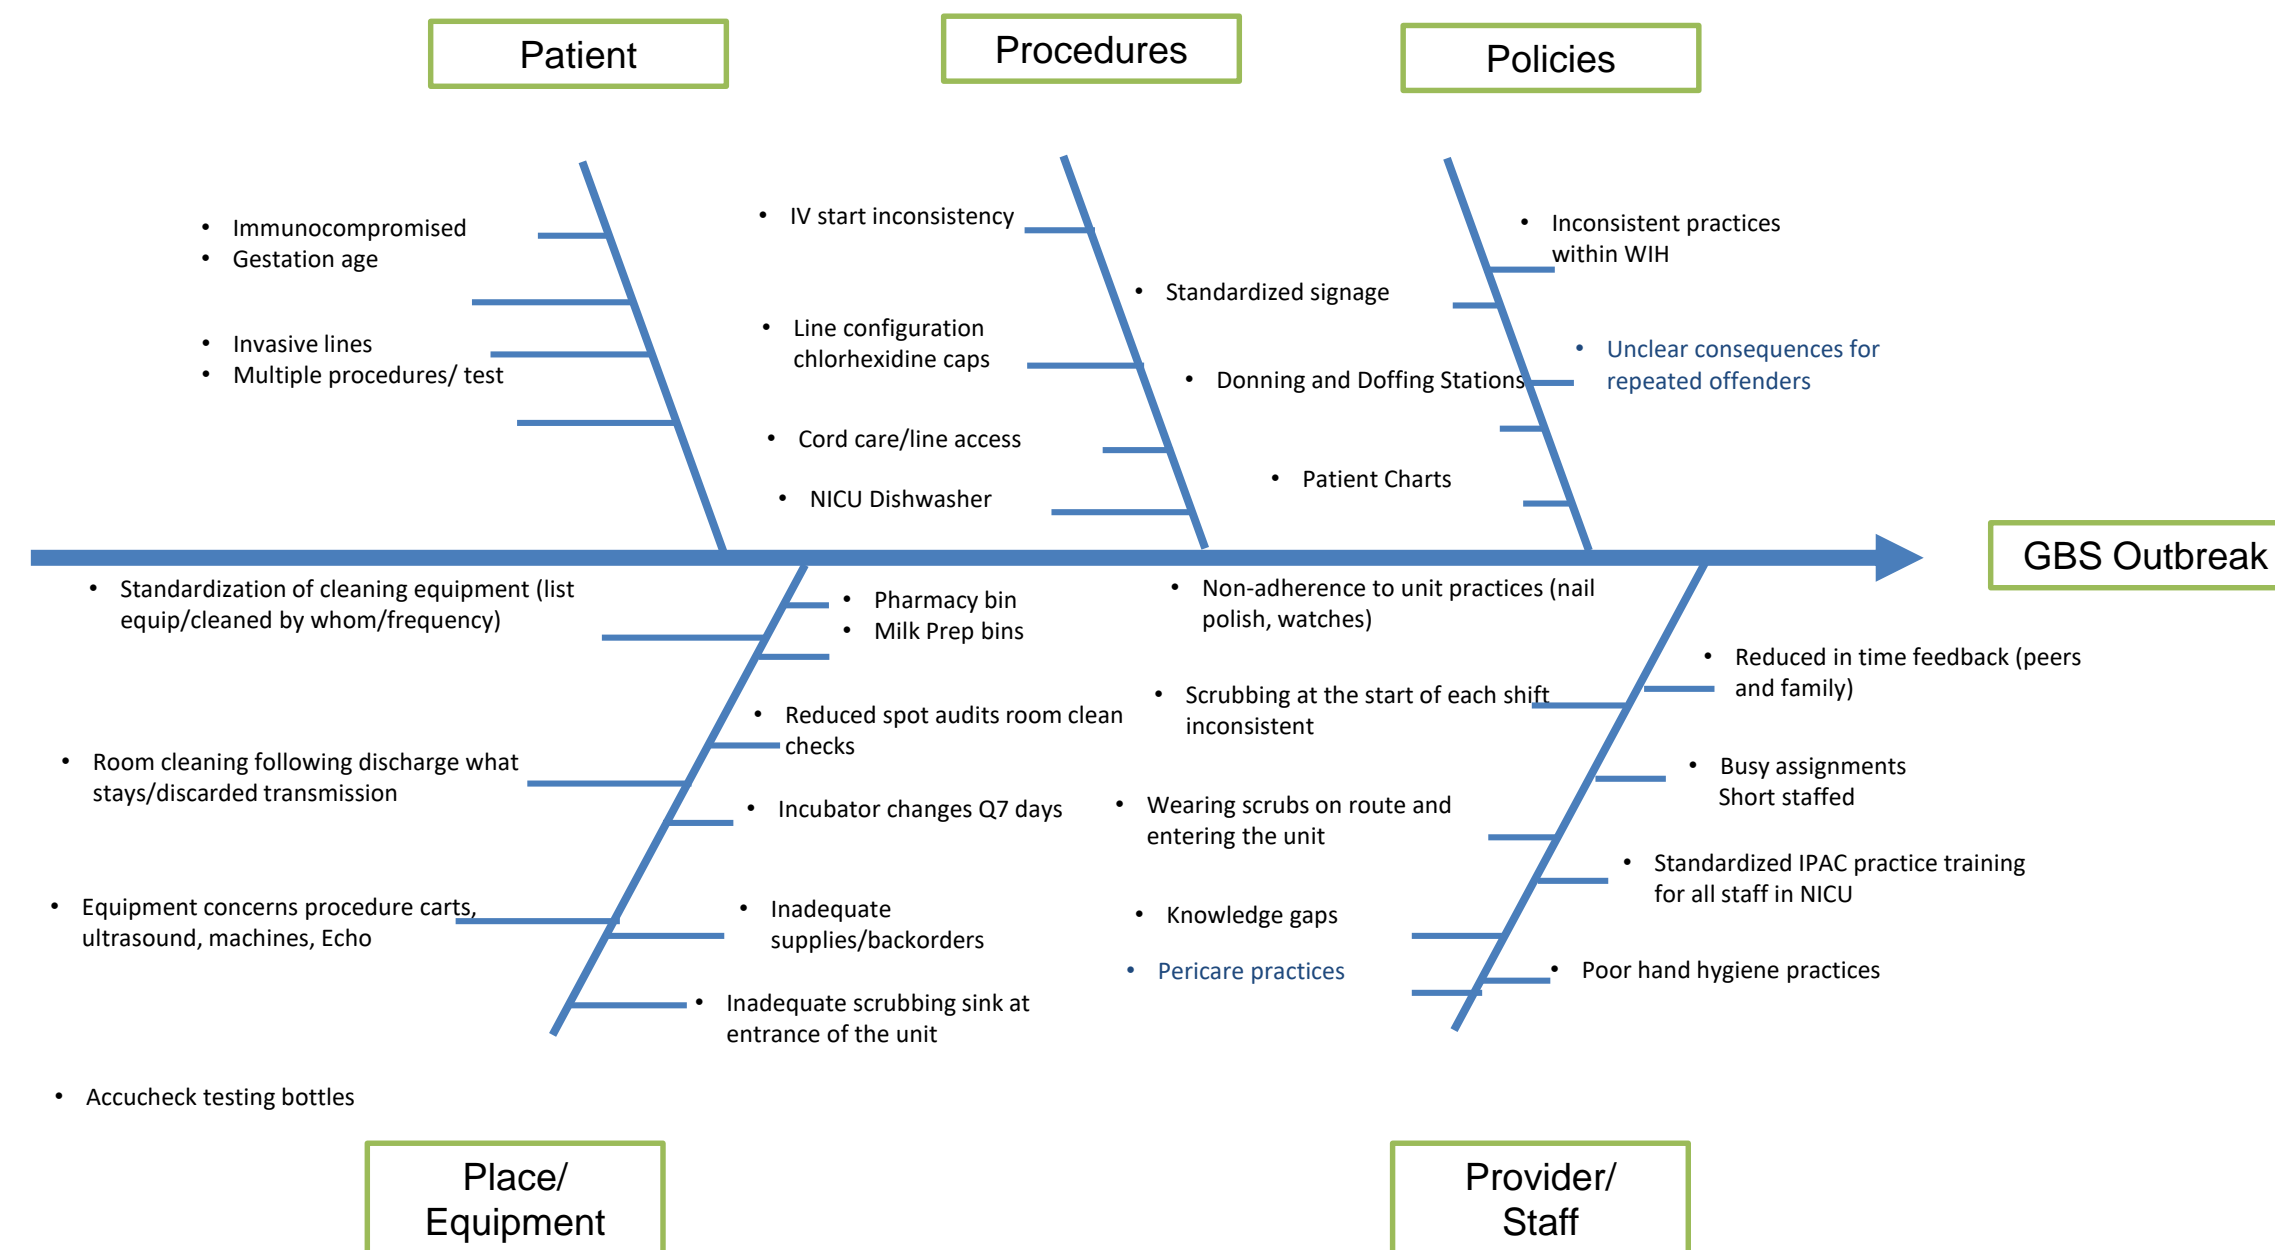 Patient
Procedures
Policies
• Immunocompromised
• Gestation age
• Invasive lines
• Multiple procedures/ test
• IV start inconsistency
• Line configuration
chlorhexidine caps
• Cord care/line access
• NICU Dishwasher
• Standardized signage
• Donning and Doffing Stations
• Patient Charts
• Inconsistent practices
within WIH
• Unclear consequences for
repeated offenders
GBS Outbreak
• Standardization of cleaning equipment (list
equip/cleaned by whom/frequency)
• Room cleaning following discharge what
stays/discarded transmission
• Equipment concerns procedure carts,
ultrasound, machines, Echo
• Accucheck testing bottles
• Pharmacy bin
• Milk Prep bins
• Reduced spot audits room clean
checks
• Incubator changes Q7 days
• Inadequate
supplies/backorders
• Inadequate scrubbing sink at
entrance of the unit
• Non-adherence to unit practices (nail
polish, watches)
• Scrubbing at the start of each shift
inconsistent
• Wearing scrubs on route and
entering the unit
• Knowledge gaps
• Pericare practices
• Reduced in time feedback (peers
and family)
• Busy assignments
Short staffed
• Standardized IPAC practice training
for all staff in NICU
• Poor hand hygiene practices
Place/
Equipment
Provider/
Staff